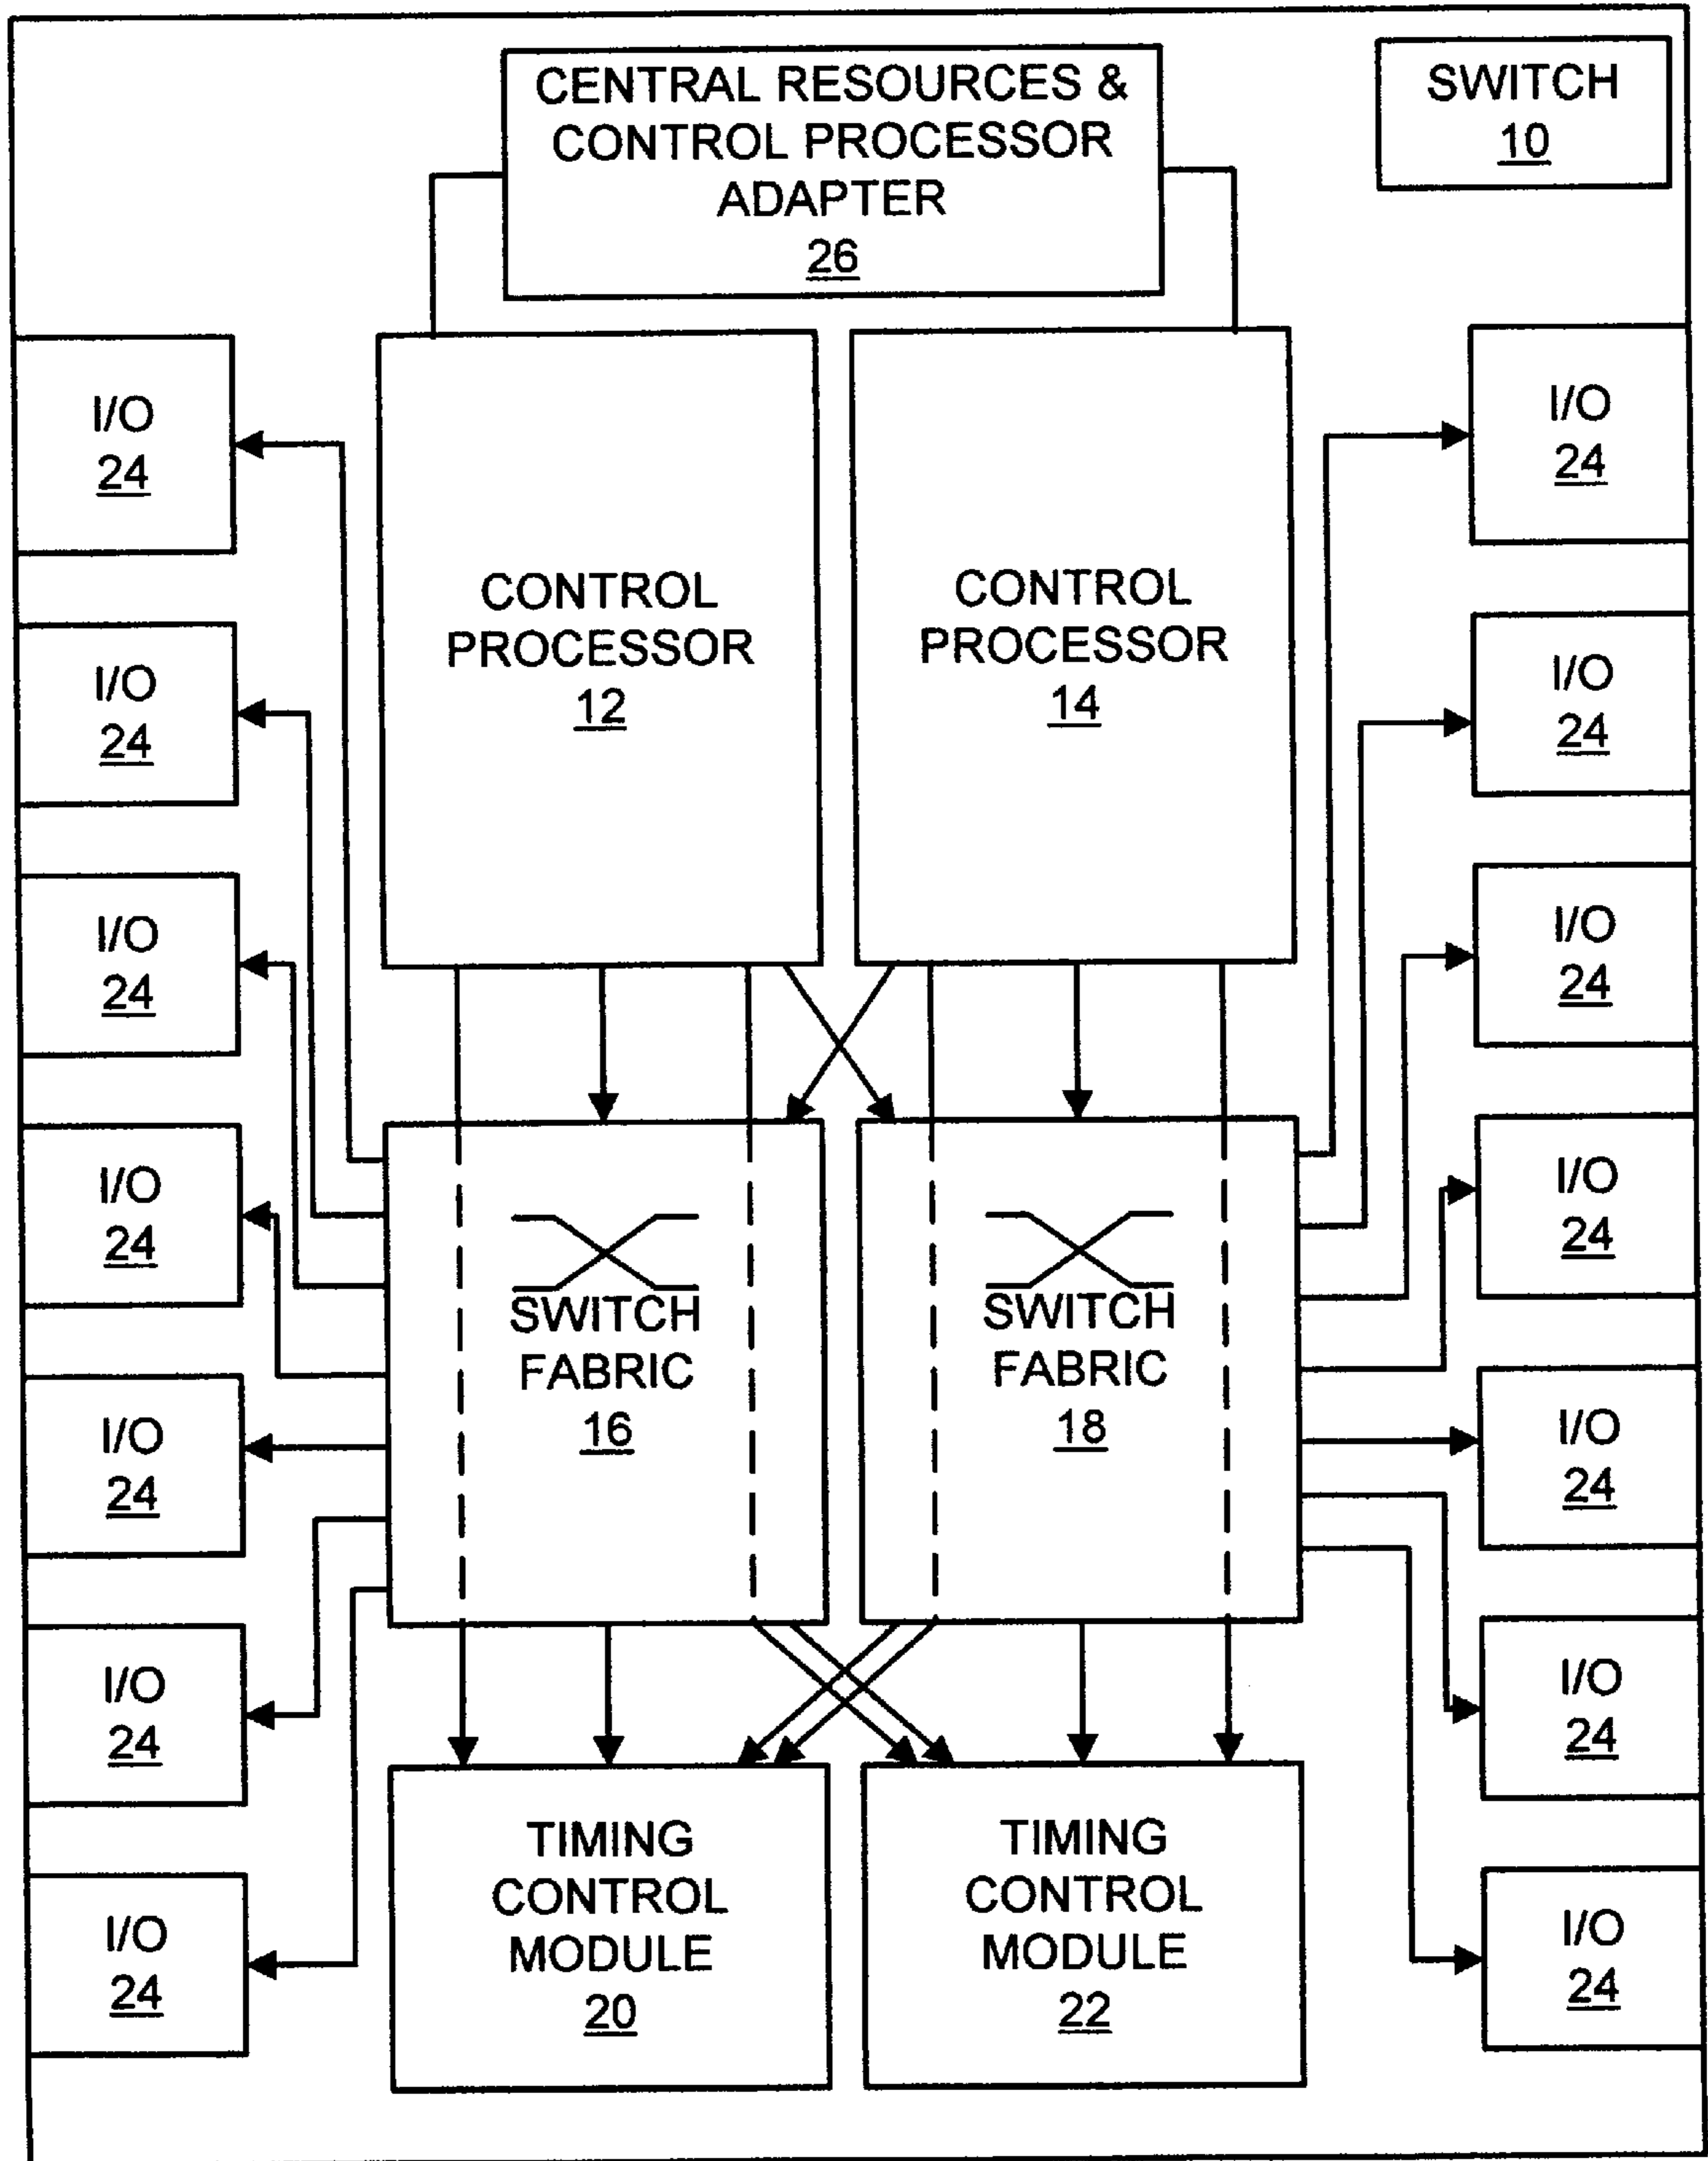 CENTRAL RESOURCES &
CONTROL PROCESSOR
ADAPTER
26
SWITCH
10
I/O
24
I/O
24
I/O
24
I/O
24
I/O
24
I/O
24
I/O
24
CONTROL
PROCESSOR
12
CONTROL
PROCESSOR
14
SWITCH
FABRIC
16
SWITCH
FABRIC
18
TIMING
CONTROL
MODULE
20
TIMING
CONTROL
MODULE
22
I/O
24
I/O
24
I/O
24
I/O
24
I/O
24
I/O
24
I/O
24